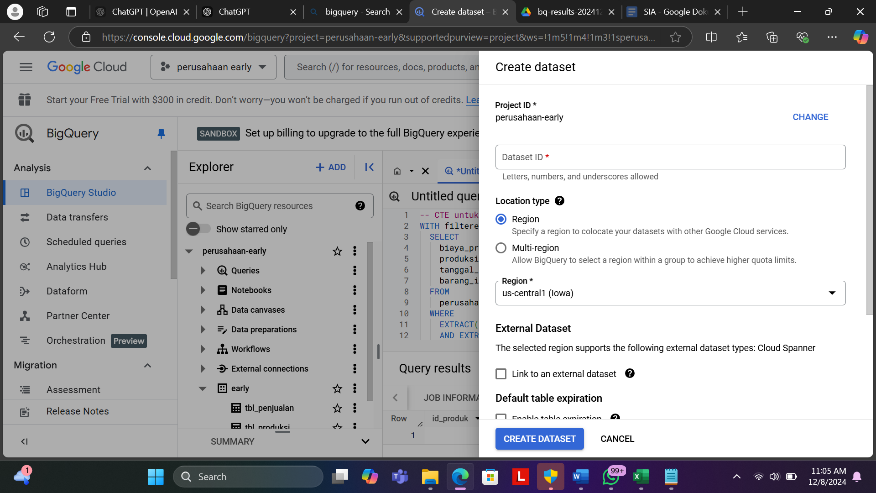 ChatGPT | OpenAI
ChatGPT
bigquery - Search
Create dataset -
bq-results-202412
SIA - Google Dok
https://console.cloud.google.com/bigquery?project=perusahaan-early&supportedpurview=project&ws=!1m5!1m4!1m3!1sperusa...
Google Cloud
perusahaan early
Search (/) for resources, docs, products, an
Start your Free Trial with $300 in credit. Don't worry—you won't be charged if you run out of credits.
BigQuery
SANDBOX Set up billing to upgrade to the full BigQuery experie
Analysis
BigQuery Studio
Data transfers
Scheduled queries
Analytics Hub
Dataform
Partner Center
Orchestration Preview
Migration
Assessment
Release Notes
Explorer
+ ADD
Search BigQuery resources
Show starred only
perusahaan-early
Queries
Notebooks
Data canvases
Data preparations
Workflows
External connections
early
tbl_penjualan
tbl_produksi
SUMMARY
*Untit
Untitled quer
1 -- CTE untuk
2 WITH filtere
3 SELECT
4 biaya_pr
5 produksi
6 tanggal_
7 barang_i
8 FROM
9 perusaha
10 WHERE
11 EXTRACT(
12 AND EXTR
Query results
JOB INFORMA
Row id_produk
1
Create dataset
Project ID *
perusahaan-early
CHANGE
Dataset ID *
Letters, numbers, and underscores allowed
Location type
Region
Specify a region to colocate your datasets with other Google Cloud services.
Multi-region
Allow BigQuery to select a region within a group to achieve higher quota limits.
Region *
us-central1 (Iowa)
External Dataset
The selected region supports the following external dataset types: Cloud Spanner
Link to an external dataset
Default table expiration
Enable table expiration
CREATE DATASET
CANCEL
1
Search
L
99+
11:05 AM
12/8/2024